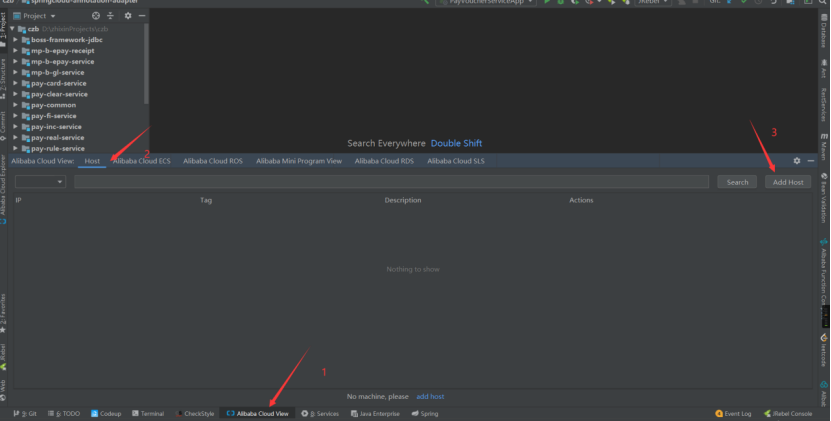 czb springcloud-annotation-adapter PayVoucherServiceApp JRebel Git:
Project
czb D:\zhixinProjects\czb
boss-framework-jdbc
mp-b-epay-receipt
mp-b-epay-service
mp-b-gl-service
pay-card-service
pay-clear-service
pay-common
pay-fi-service
pay-inc-service
pay-real-service
pay-rule-service
1: Project
Z: Structure
Commit
Alibaba Cloud Explorer
2: Favorites
JRebel
Web
Search Everywhere Double Shift
2
3
Alibaba Cloud View: Host Alibaba Cloud ECS Alibaba Cloud ROS Alibaba Mini Program View Alibaba Cloud RDS Alibaba Cloud SLS
Search Add Host
IP Tag Description Actions
Nothing to show
1
No machine, please add host
Database
Ant
RestServices
Maven
Bean Validation
Alibaba Function
leetcode
9: Git 6: TODO Codeup Terminal CheckStyle Alibaba Cloud View 8: Services Java Enterprise Spring Event Log JRebel Console